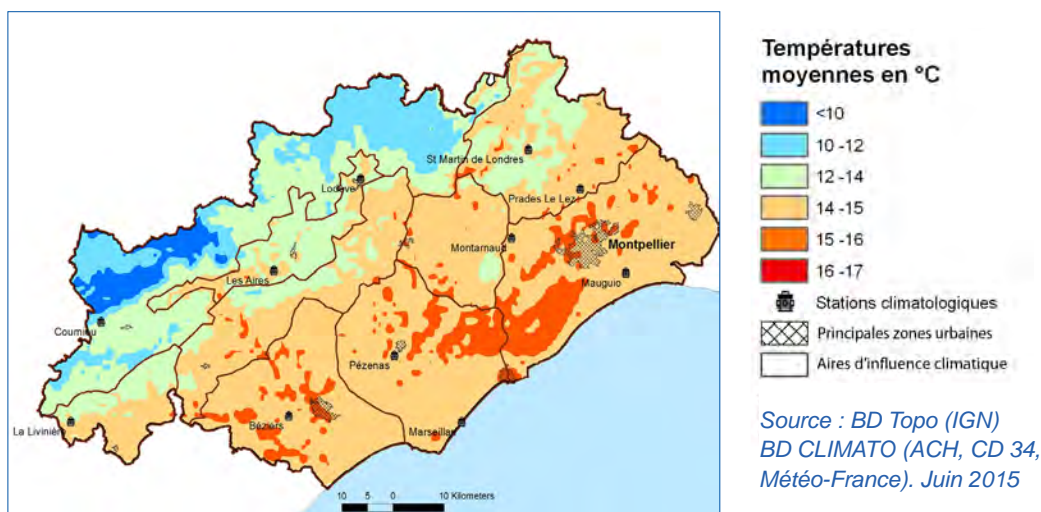 St Martin de Londres
Lodève
Prades Le Lez
Montarnaud
Montpellier
Les Aires
Mauguio
Courniou
Pézenas
La Livinière
Béziers
Marseillan
10 5 0 10 Kilometers
Températures
moyennes en °C
<10
10 -12
12 -14
14 -15
15 -16
16 -17
Stations climatologiques
Principales zones urbaines
Aires d'influence climatique
Source : BD Topo (IGN)
BD CLIMATO (ACH, CD 34,
Météo-France). Juin 2015